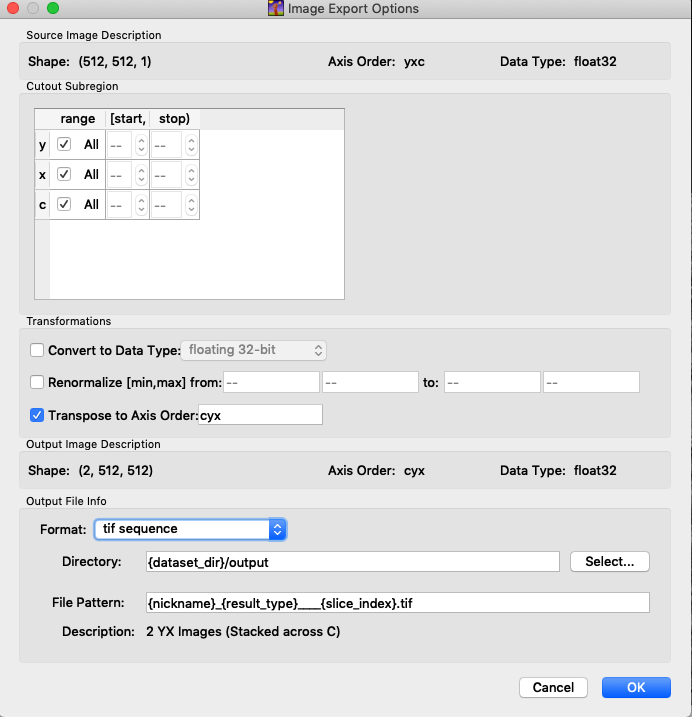 Image Export Options
Source Image Description
Shape: (512, 512, 1) Axis Order: yxc Data Type: float32
Cutout Subregion
range [start, stop)
y All -- --
x All -- --
c All -- --
Transformations
Convert to Data Type: floating 32-bit
Renormalize [min,max] from: -- -- to: -- --
Transpose to Axis Order: cyx
Output Image Description
Shape: (2, 512, 512) Axis Order: cyx Data Type: float32
Output File Info
Format: tif sequence
Directory: {dataset_dir}/output Select...
File Pattern: {nickname}_{result_type}____{slice_index}.tif
Description: 2 YX Images (Stacked across C)
Cancel OK